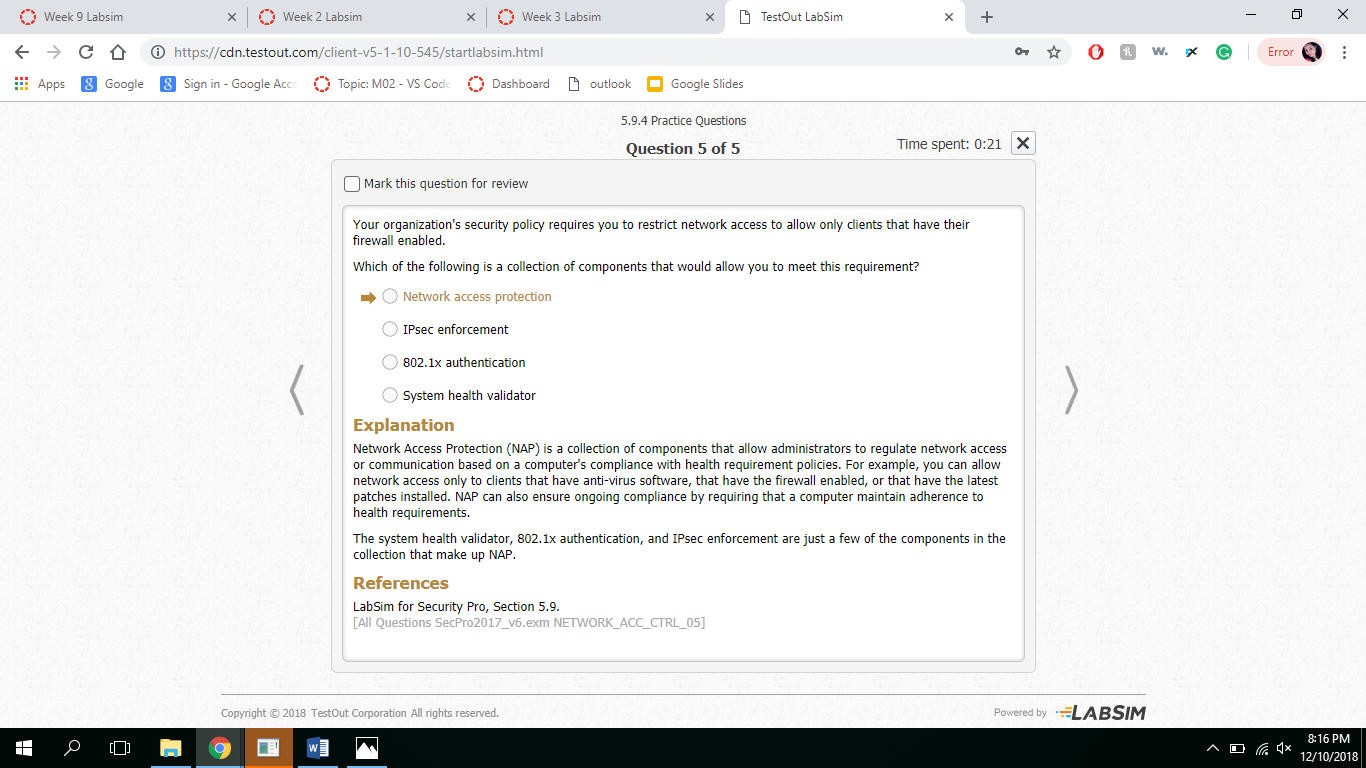 Week 9 Labsim
Week 2 Labsim
Week 3 Labsim
TestOut LabSim
https://cdn.testout.com/client-v5-1-10-545/startlabsim.html
Error
Apps
Google
Sign in - Google Acco
Topic: M02 - VS Code
Dashboard
outlook
Google Slides
5.9.4 Practice Questions
Question 5 of 5
Time spent: 0:21
Mark this question for review
Your organization's security policy requires you to restrict network access to allow only clients that have their
firewall enabled.
Which of the following is a collection of components that would allow you to meet this requirement?
Network access protection
IPsec enforcement
802.1x authentication
System health validator
Explanation
Network Access Protection (NAP) is a collection of components that allow administrators to regulate network access
or communication based on a computer's compliance with health requirement policies. For example, you can allow
network access only to clients that have anti-virus software, that have the firewall enabled, or that have the latest
patches installed. NAP can also ensure ongoing compliance by requiring that a computer maintain adherence to
health requirements.
The system health validator, 802.1x authentication, and IPsec enforcement are just a few of the components in the
collection that make up NAP.
References
LabSim for Security Pro, Section 5.9.
[All Questions SecPro2017_v6.exm NETWORK_ACC_CTRL_05]
Copyright © 2018 TestOut Corporation All rights reserved.
Powered by LABSIM
8:16 PM
12/10/2018